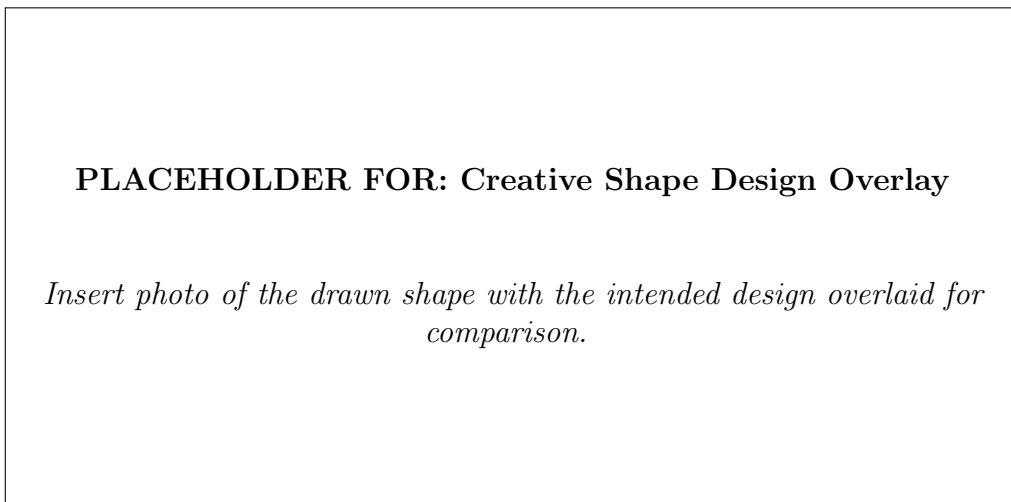 PLACEHOLDER FOR: Creative Shape Design Overlay
Insert photo of the drawn shape with the intended design overlaid for
comparison.